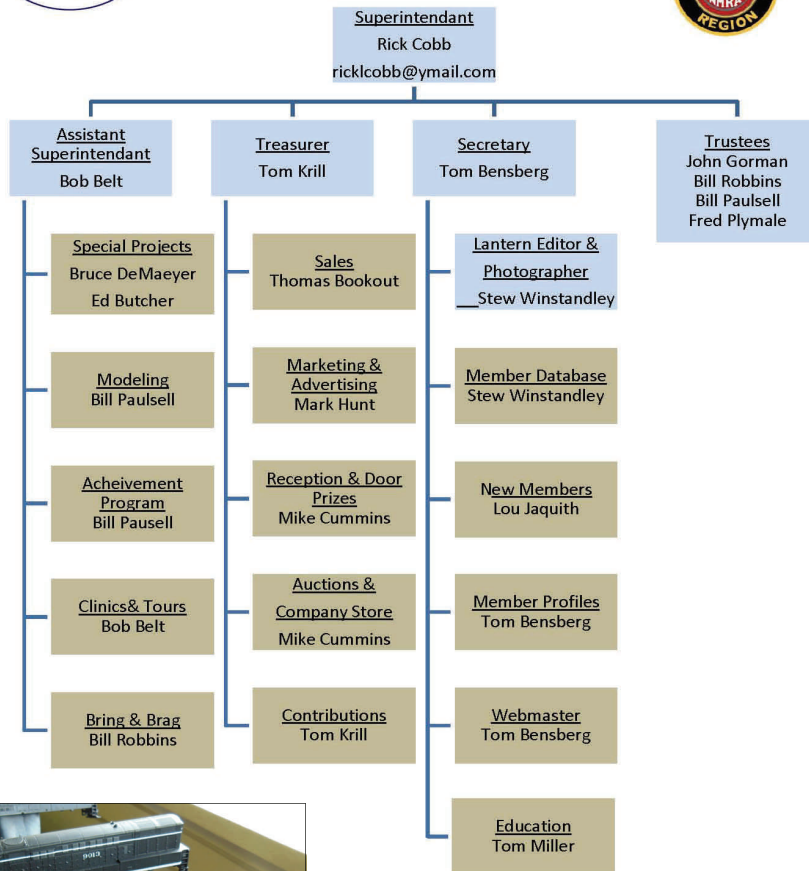 NMRA
REGION
Superintendant
Rick Cobb
ricklcobb@ymail.com
Assistant
Superintendant
Bob Belt
Treasurer
Tom Krill
Secretary
Tom Bensberg
Trustees
John Gorman
Bill Robbins
Bill Paulsell
Fred Plymale
Special Projects
Bruce DeMaeyer
Ed Butcher
Modeling
Bill Paulsell
Acheivement
Program
Bill Pausell
Clinics& Tours
Bob Belt
Bring & Brag
Bill Robbins
Sales
Thomas Bookout
Marketing &
Advertising
Mark Hunt
Reception & Door
Prizes
Mike Cummins
Auctions &
Company Store
Mike Cummins
Contributions
Tom Krill
Lantern Editor &
Photographer
__Stew Winstandley
Member Database
Stew Winstandley
New Members
Lou Jaquith
Member Profiles
Tom Bensberg
Webmaster
Tom Bensberg
Education
Tom Miller